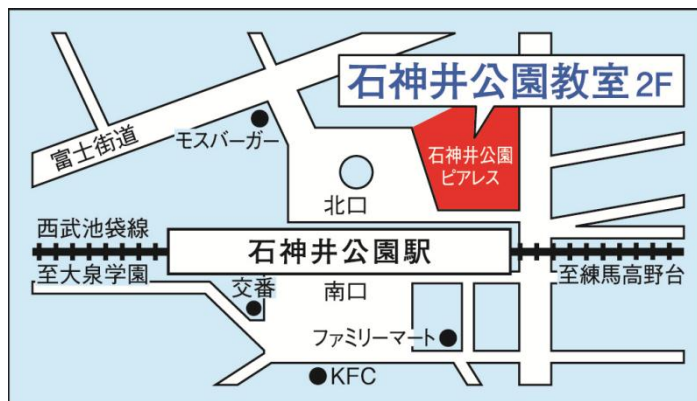 石神井公園教室 2F
富士街道
モスバーガー
石神井公園
ピアレス
北口
西武池袋線
石神井公園駅
至大泉学園
至練馬高野台
交番
南口
ファミリーマート
KFC